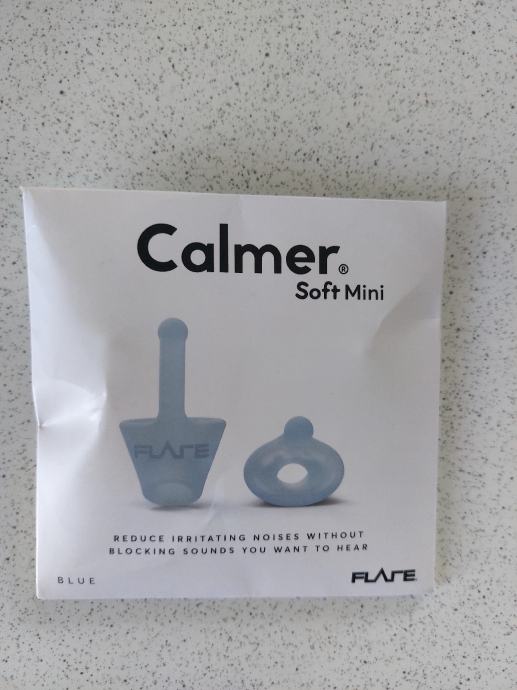 Calmer®
Soft Mini
FLARE
REDUCE IRRITATING NOISES WITHOUT
BLOCKING SOUNDS YOU WANT TO HEAR
BLUE
FLARE